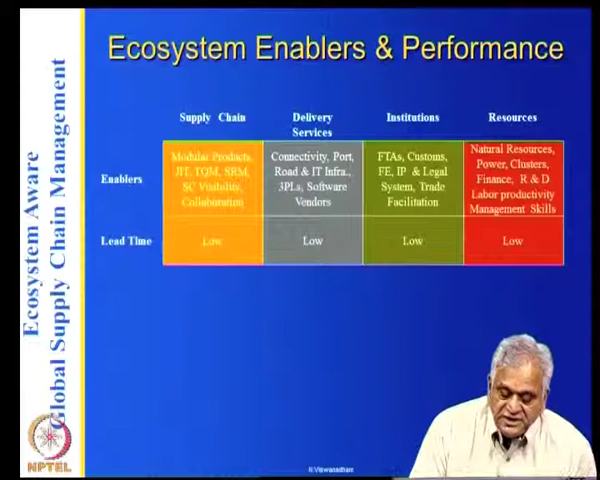 Ecosystem Enablers & Performance
Ecosystem Aware
Global Supply Chain Management
Supply Chain
Delivery
Services
Institutions
Resources
Enablers
Modular Products,
JIT, TQM, SRM,
SC Visibility,
Collaboration
Connectivity, Port,
Road & IT Infra.,
3PLs, Software
Vendors
FTAs, Customs,
FE, IP & Legal
System, Trade
Facilitation
Natural Resources,
Power, Clusters,
Finance, R & D
Labor productivity
Management Skills
Lead Time
Low
Low
Low
Low
NPTEL
N.Viswanadham